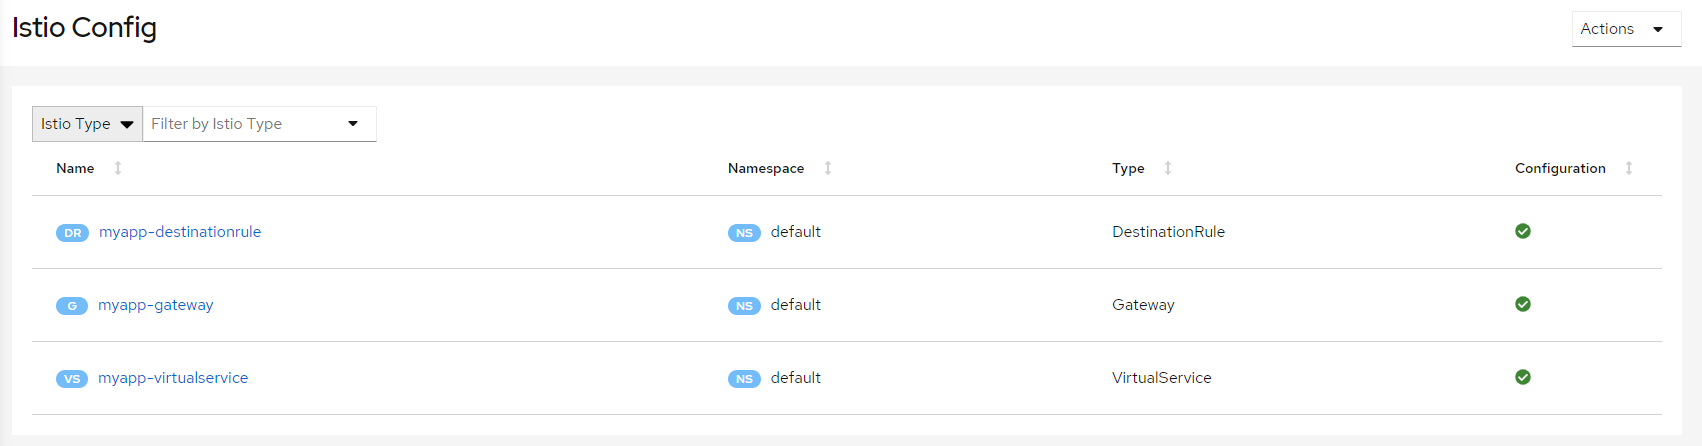 Istio Config
Actions
Istio Type Filter by Istio Type
Name Namespace Type Configuration
DR myapp-destinationrule NS default DestinationRule
G myapp-gateway NS default Gateway
VS myapp-virtualservice NS default VirtualService